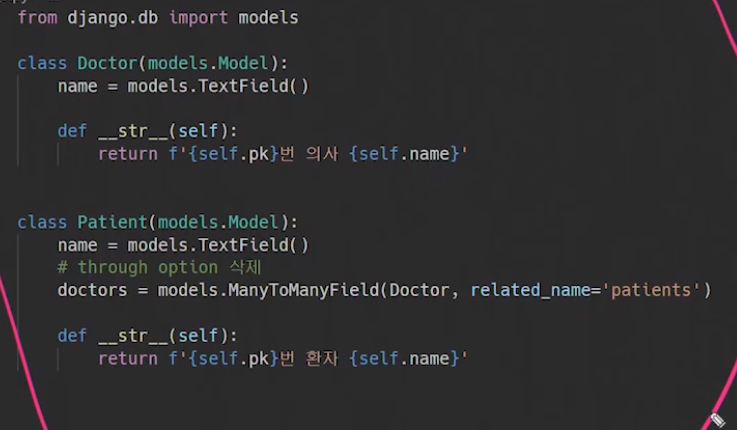 from django.db import models
class Doctor(models.Model):
name = models.TextField()
def __str__(self):
return f'{self.pk}번 의사 {self.name}'
class Patient(models.Model):
name = models.TextField()
# through option 삭제
doctors = models.ManyToManyField(Doctor, related_name='patients')
def __str__(self):
return f'{self.pk}번 환자 {self.name}'